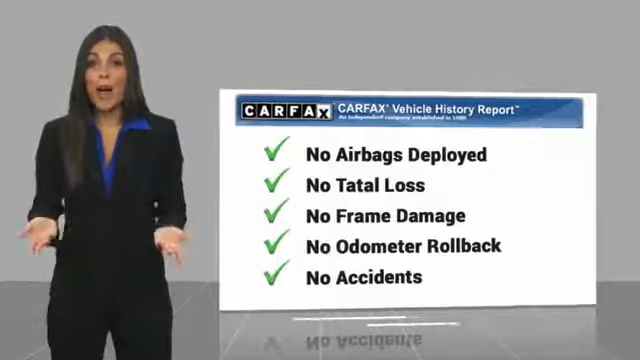 CARFAX CARFAX® Vehicle History Report™
An independent company established in 1986
No Airbags Deployed
No Tatal Loss
No Frame Damage
No Odometer Rollback
No Accidents